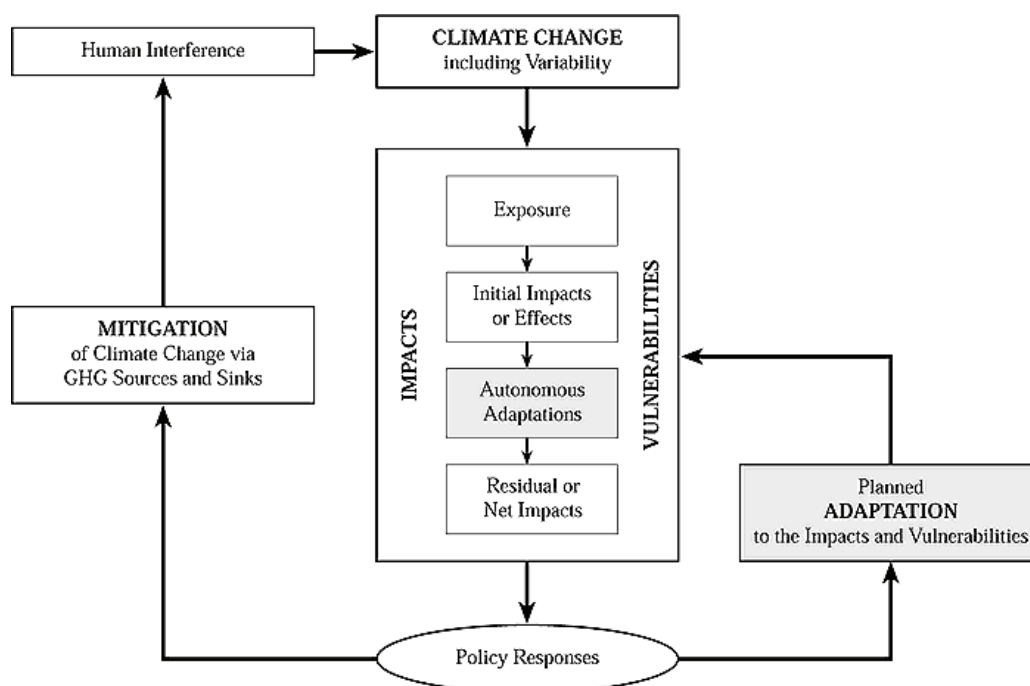 Human Interference
CLIMATE CHANGE
including Variability
Exposure
Initial Impacts
or Effects
Autonomous
Adaptations
Residual or
Net Impacts
IMPACTS
VULNERABILITIES
MITIGATION
of Climate Change via
GHG Sources and Sinks
Planned
ADAPTATION
to the Impacts and Vulnerabilities
Policy Responses